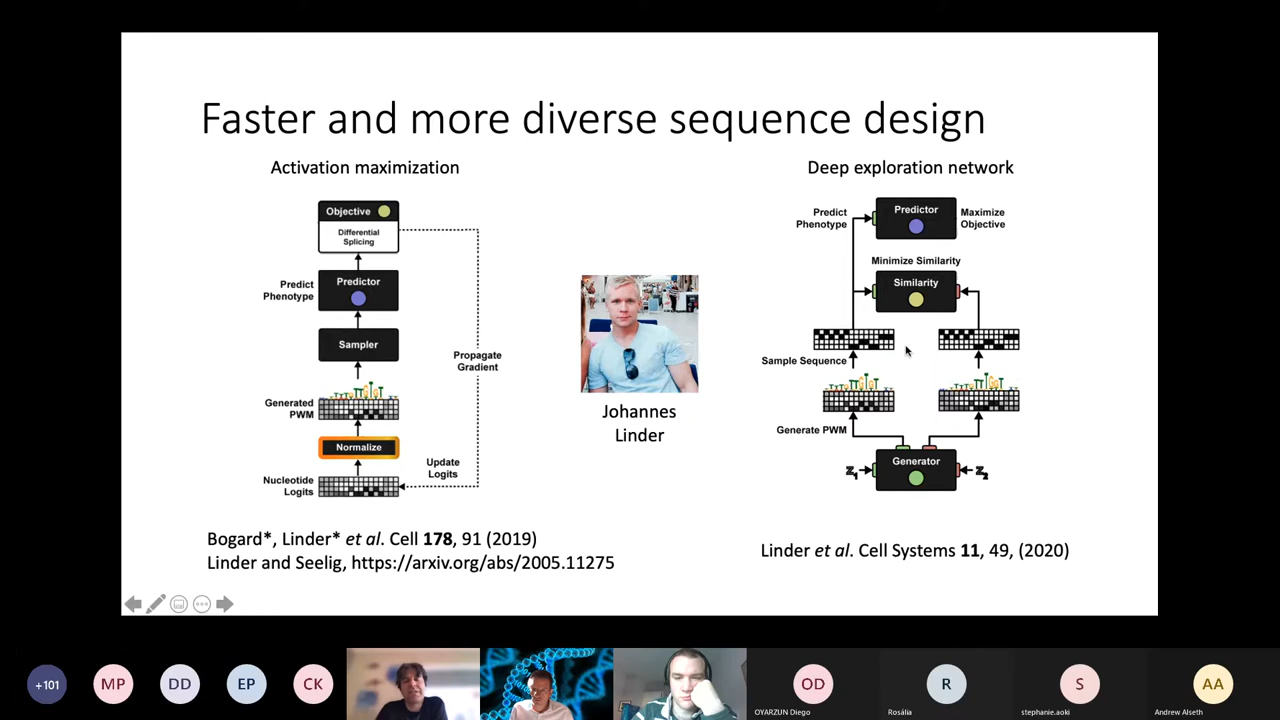 Faster and more diverse sequence design
Activation maximization
Objective
Differential
Splicing
Predict
Phenotype
Predictor
Sampler
Propagate
Gradient
Generated
PWM
Normalize
Update
Logits
Nucleotide
Logits
Bogard*, Linder* et al. Cell 178, 91 (2019)
Linder and Seelig, https://arxiv.org/abs/2005.11275
Johannes
Linder
Deep exploration network
Predict
Phenotype
Predictor
Maximize
Objective
Minimize Similarity
Similarity
Sample Sequence
Generate PWM
Generator
Z1
Z2
Linder et al. Cell Systems 11, 49, (2020)
+101
MP
DD
EP
CK
OD
OYARZUN Diego
R
Rosália
S
stephanie.aoki
AA
Andrew Alseth